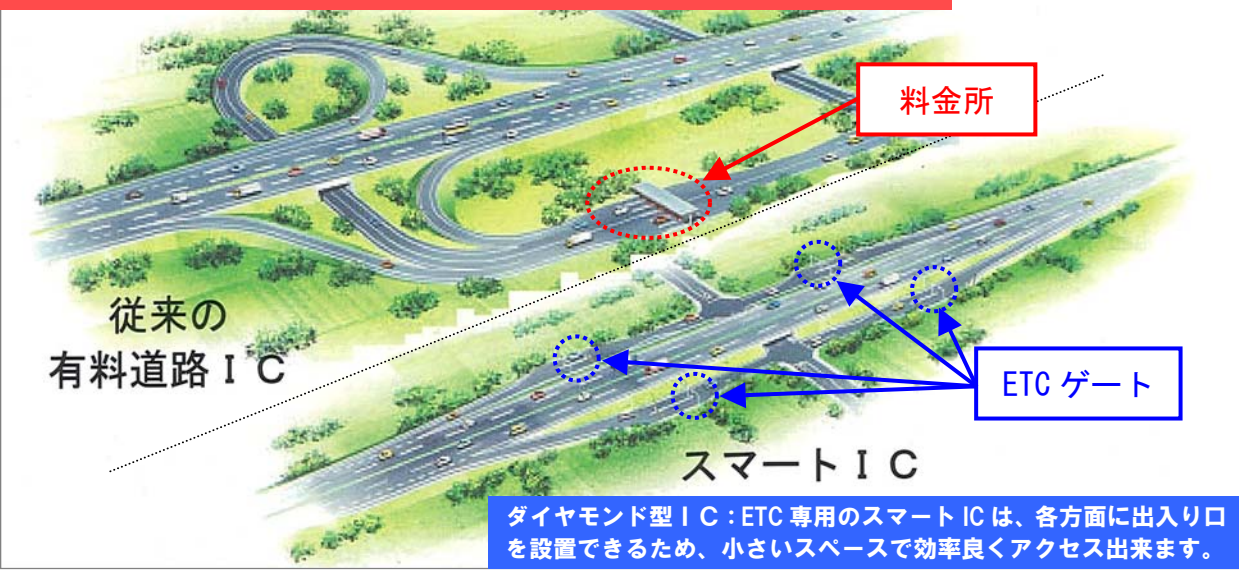 料金所
従来の
有料道路ＩＣ
ETC ゲート
スマートＩＣ
ダイヤモンド型ＩＣ：ETC 専用のスマート IC は、各方面に出入り口
を設置できるため、小さいスペースで効率良くアクセス出来ます。